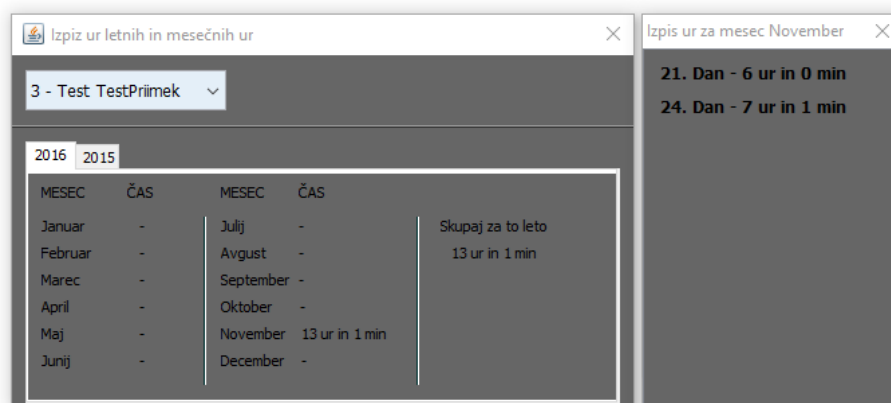 Izpiz ur letnih in mesečnih ur
3 - Test TestPriimek
2016 2015
MESEC ČAS MESEC ČAS
Januar - Julij - Skupaj za to leto
Februar - Avgust - 13 ur in 1 min
Marec - September -
April - Oktober -
Maj - November 13 ur in 1 min
Junij - December -
Izpis ur za mesec November
21. Dan - 6 ur in 0 min
24. Dan - 7 ur in 1 min